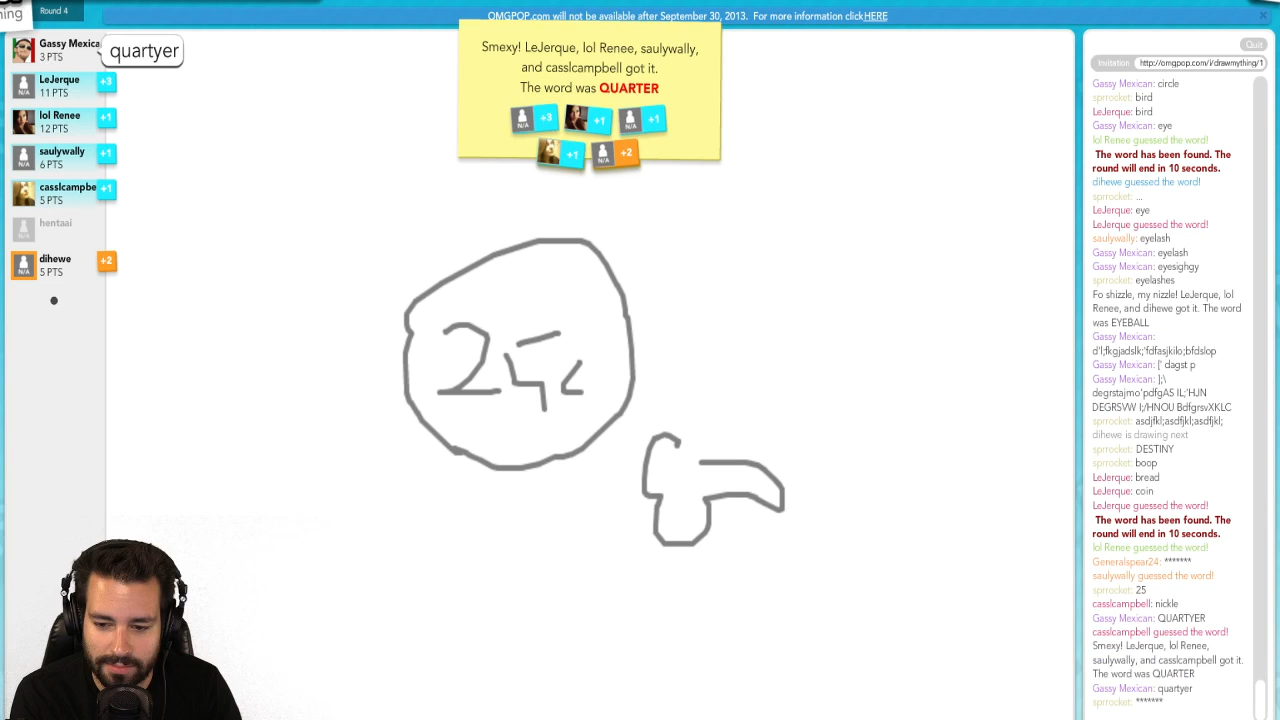 hing
Round 4
OMGPOP.com will not be available after September 30, 2013. For more information click HERE
Gassy Mexica
3 PTS
quartyer
LeJerque
11 PTS
+3
lol Renee
12 PTS
+1
saulywally
6 PTS
+1
casslcampbe
5 PTS
+1
hentaai
dihewe
5 PTS
+2
Smexy! LeJerque, lol Renee, saulywally,
and casslcampbell got it.
The word was QUARTER
N/A +3 +1 N/A +1
+1 N/A +2
25¢
Quit
Invitation http://omgpop.com/i/drawmything/1
Gassy Mexican: circle
sprrocket: bird
LeJerque: bird
Gassy Mexican: eye
lol Renee guessed the word!
The word has been found. The
round will end in 10 seconds.
dihewe guessed the word!
sprrocket: ...
LeJerque: eye
LeJerque guessed the word!
saulywally: eyelash
Gassy Mexican: eyelash
Gassy Mexican: eyesighgy
sprrocket: eyelashes
Fo shizzle, my nizzle! LeJerque, lol
Renee, and dihewe got it. The word
was EYEBALL
Gassy Mexican:
d'l;fkgjadslk;'fdfasjkilo;bfdslop
Gassy Mexican: [' dagst p
Gassy Mexican: ];\
degrstajmo'pdfgAS IL;'HJN
DEGRSVW I;/HNOU BdfgrsvXKLC
sprrocket: asdjfkl;asdfjkl;asdfjkl;
dihewe is drawing next
sprrocket: DESTINY
sprrocket: boop
LeJerque: bread
LeJerque: coin
LeJerque guessed the word!
The word has been found. The
round will end in 10 seconds.
lol Renee guessed the word!
Generalspear24: *******
saulywally guessed the word!
sprrocket: 25
casslcampbell: nickle
Gassy Mexican: QUARTYER
casslcampbell guessed the word!
Smexy! LeJerque, lol Renee,
saulywally, and casslcampbell got it.
The word was QUARTER
Gassy Mexican: quartyer
sprrocket: *******